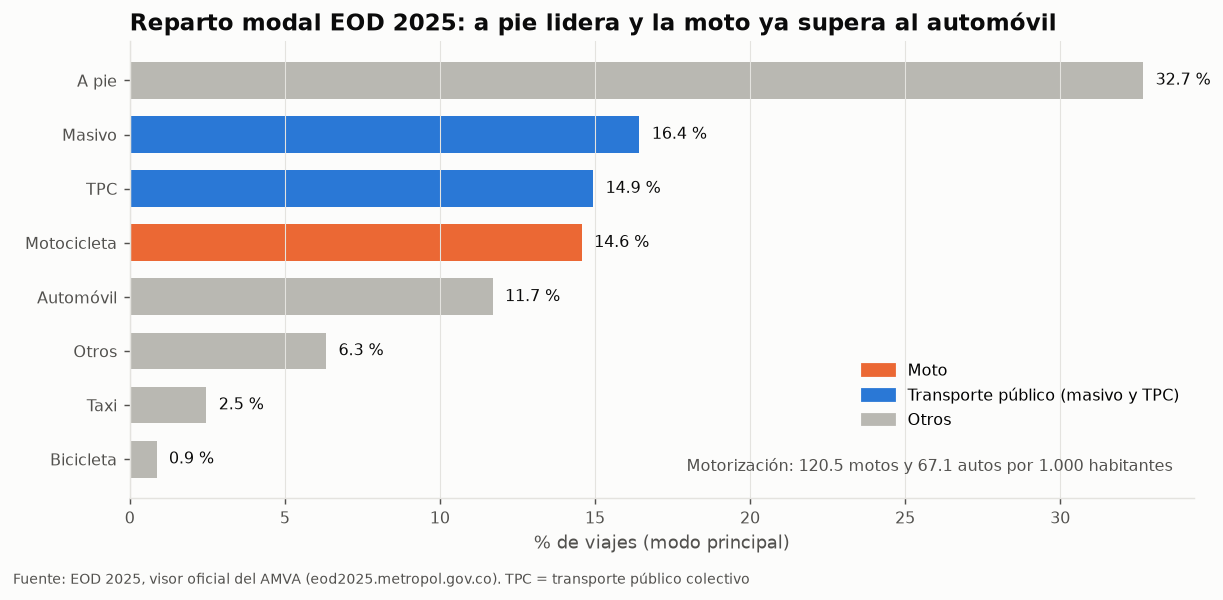 Reparto modal EOD 2025: a pie lidera y la moto ya supera al automóvil
A pie
32.7 %
Masivo
16.4 %
TPC
14.9 %
Motocicleta
14.6 %
Automóvil
11.7 %
Otros
6.3 %
Taxi
2.5 %
Bicicleta
0.9 %
Moto
Transporte público (masivo y TPC)
Otros
Motorización: 120.5 motos y 67.1 autos por 1.000 habitantes
0 5 10 15 20 25 30
% de viajes (modo principal)
Fuente: EOD 2025, visor oficial del AMVA (eod2025.metropol.gov.co). TPC = transporte público colectivo